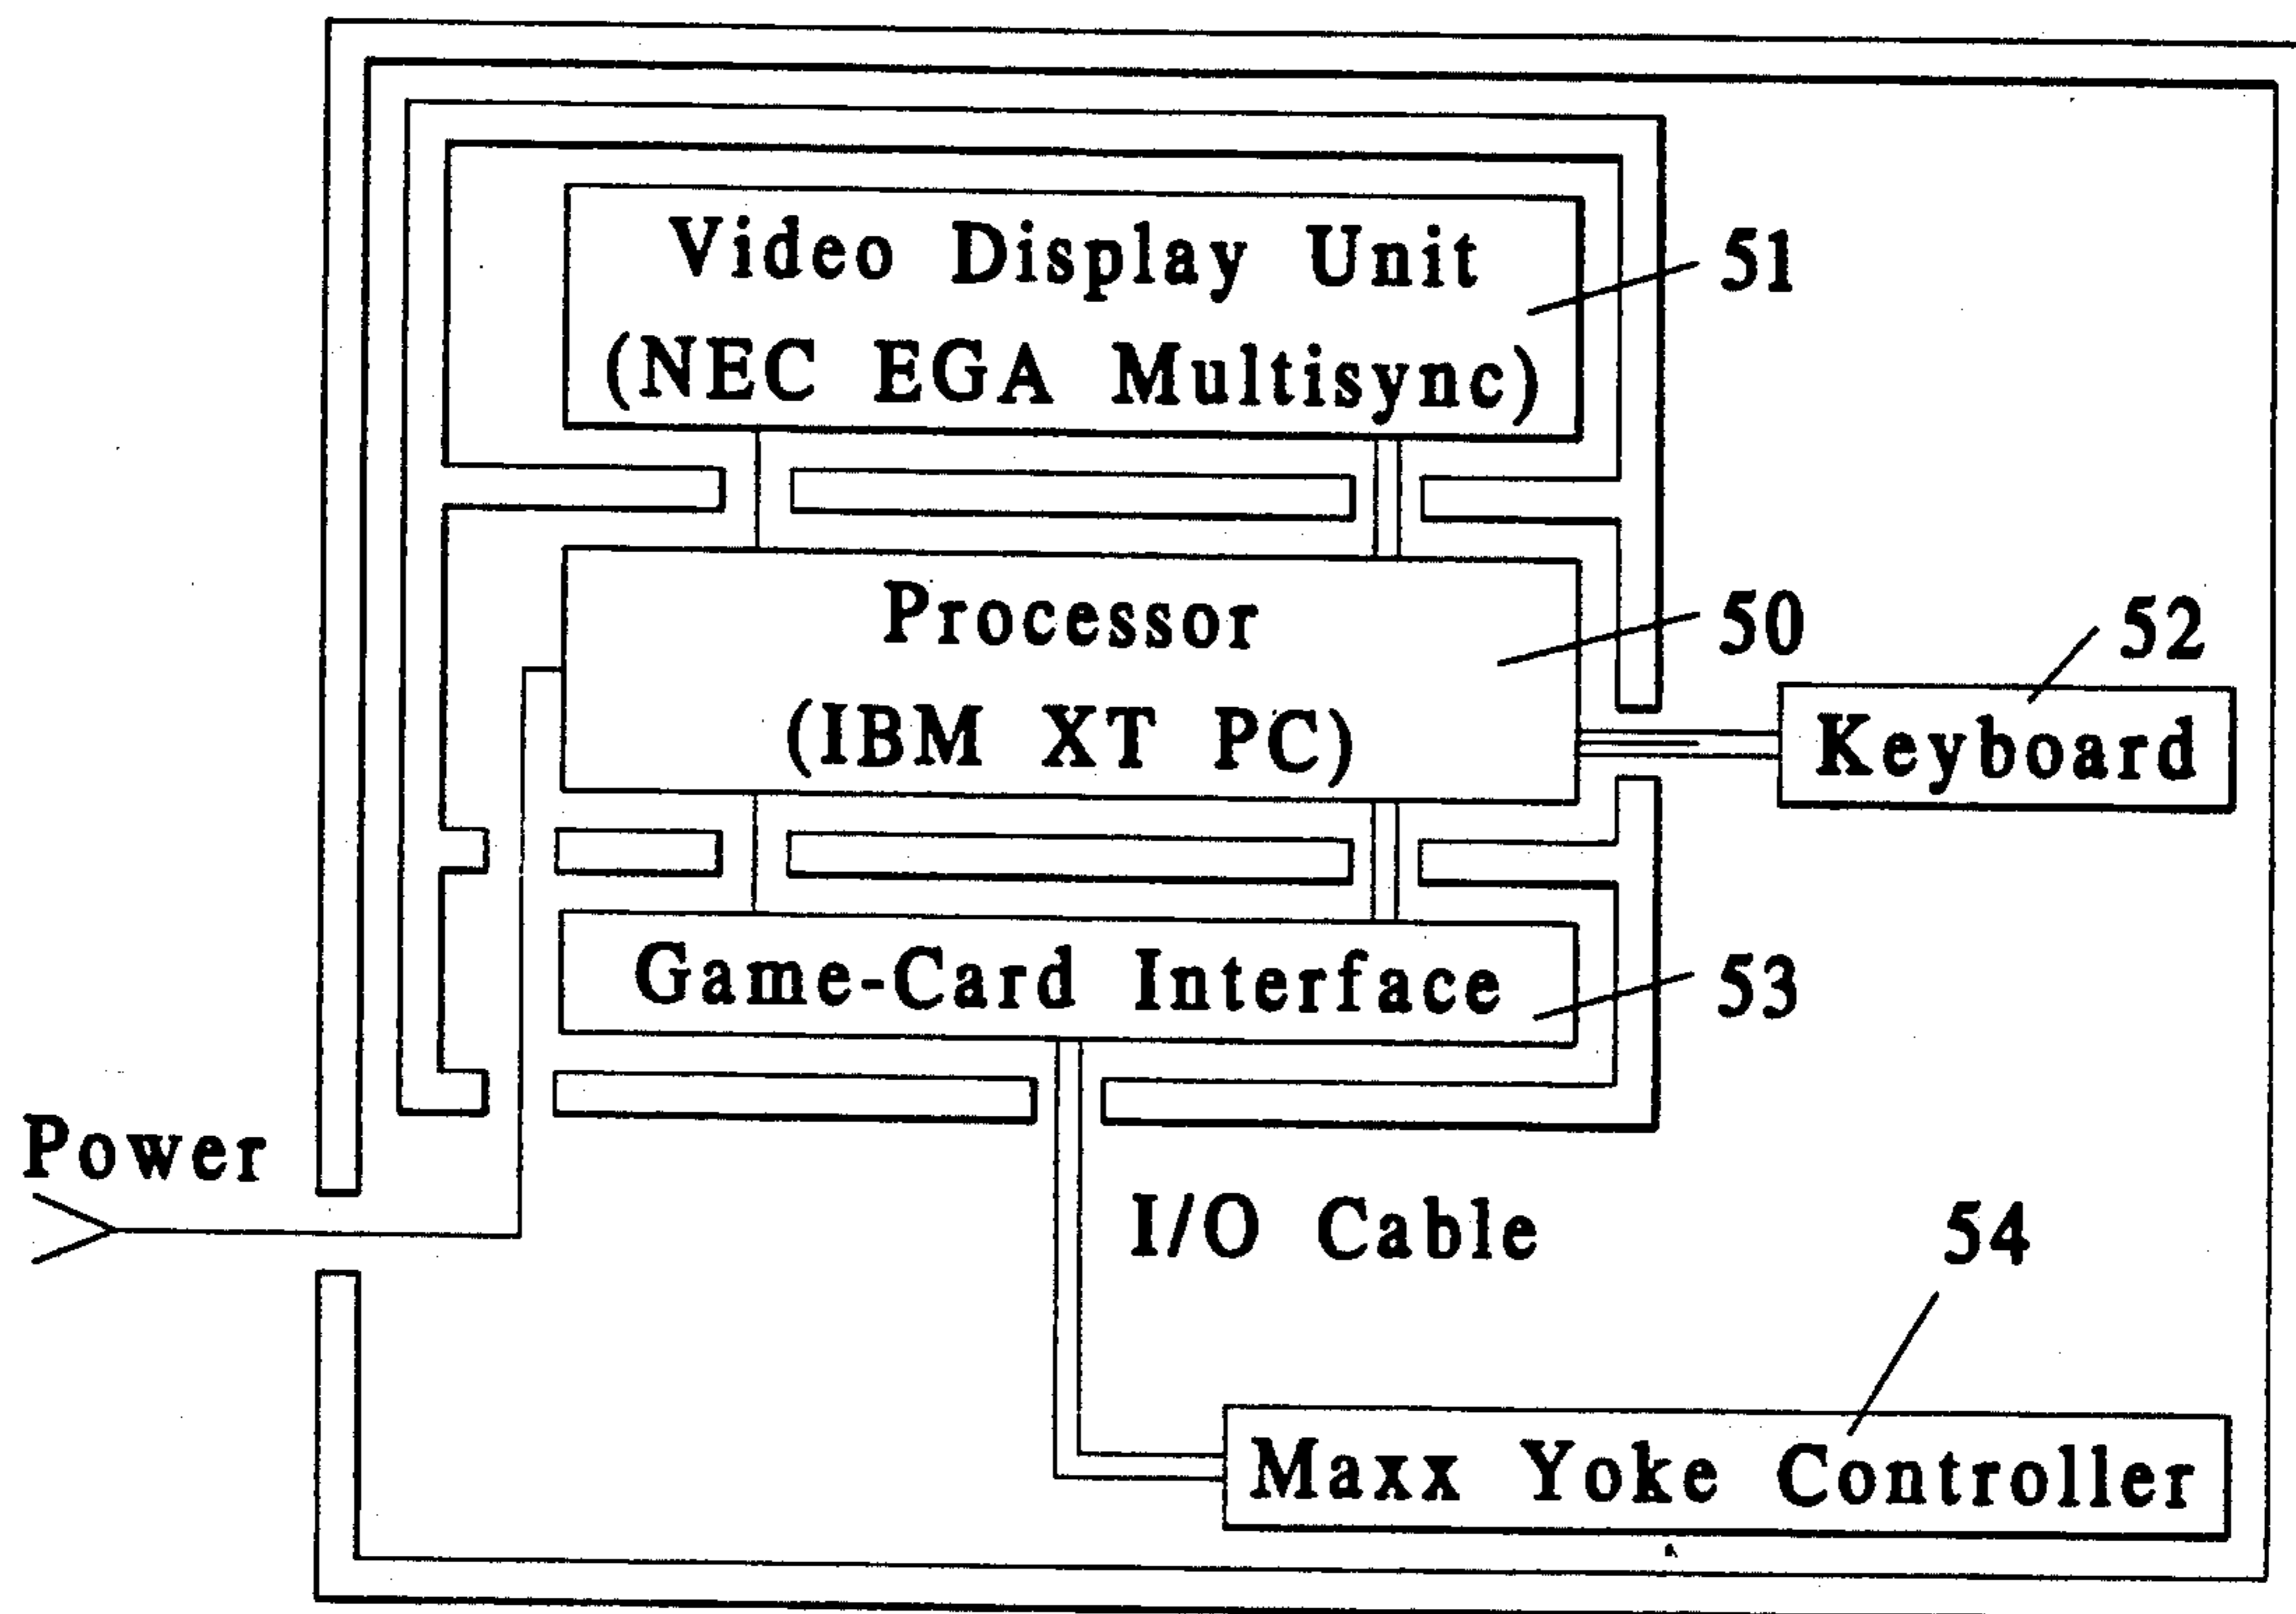 Video Display Unit
(NEC EGA Multisync)
51
Processor
(IBM XT PC)
50
52
Keyboard
Game-Card Interface
53
Power
I/O Cable
54
Maxx Yoke Controller